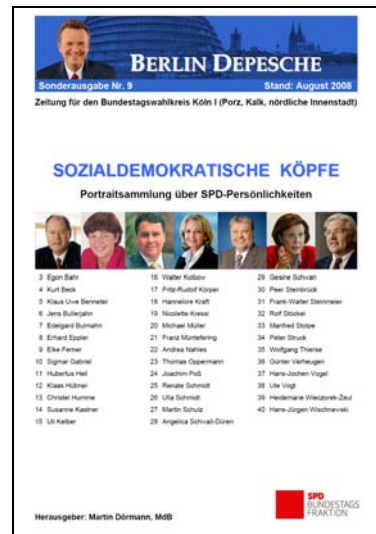 BERLIN DEPESCHE
Sonderausgabe Nr. 9 Stand: August 2008
Zeitung für den Bundestagswahlkreis Köln I (Porz, Kalk, nördliche Innenstadt)
SOZIALDEMOKRATISCHE KÖPFE
Portraitsammlung über SPD-Persönlichkeiten
3 Egon Bahr
4 Kurt Beck
5 Klaus Uwe Benneter
6 Jens Bullerjahn
7 Edelgard Bulmahn
8 Erhard Eppler
9 Elke Ferner
10 Sigmar Gabriel
11 Hubertus Heil
12 Klaas Hübner
13 Christel Humme
14 Susanne Kastner
15 Uli Kelber
16 Walter Kolbow
17 Fritz-Rudolf Körper
18 Hannelore Kraft
19 Nicolette Kressl
20 Michael Müller
21 Franz Müntefering
22 Andrea Nahles
23 Thomas Oppermann
24 Joachim Poß
25 Renate Schmidt
26 Ulla Schmidt
27 Martin Schulz
28 Angelica Schwall-Düren
29 Gesine Schwan
30 Peer Steinbrück
31 Frank-Walter Steinmeier
32 Rolf Stöckel
33 Manfred Stolpe
34 Peter Struck
35 Wolfgang Thierse
36 Günter Verheugen
37 Hans-Jochen Vogel
38 Ute Vogt
39 Heidemarie Wieczorek-Zeul
40 Hans-Jürgen Wischnewski
SPD
BUNDESTAGS
FRAKTION
Herausgeber: Martin Dörmann, MdB